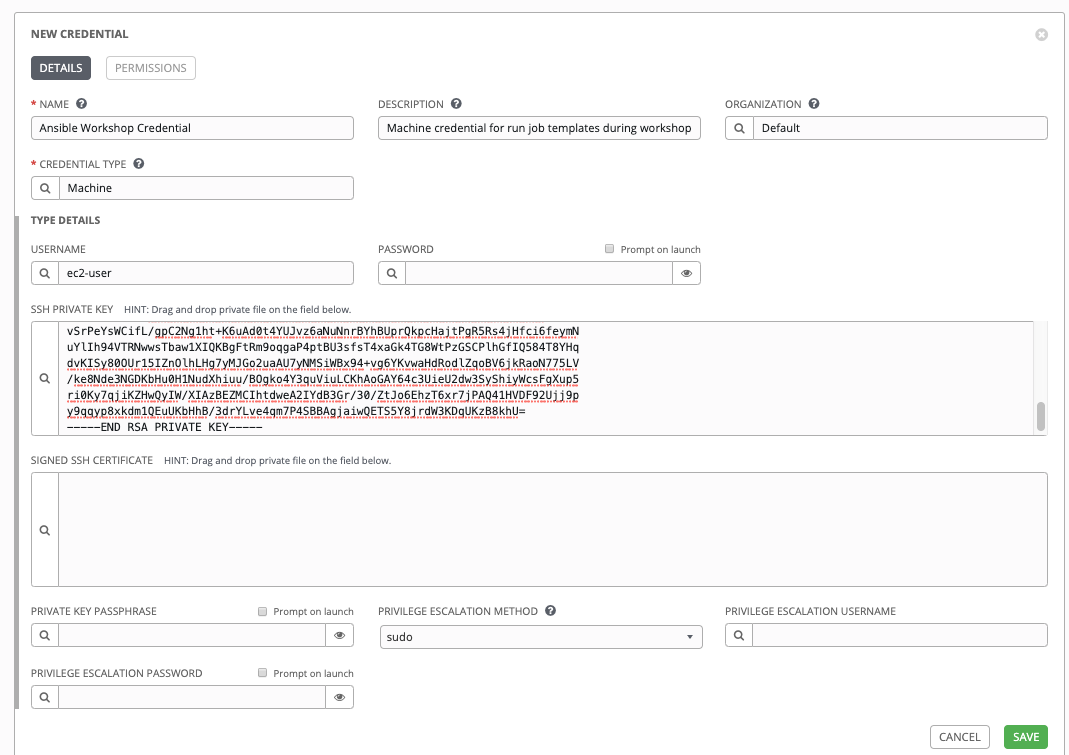 NEW CREDENTIAL
DETAILS PERMISSIONS
* NAME ? DESCRIPTION ? ORGANIZATION ?
Ansible Workshop Credential Machine credential for run job templates during workshop Default
* CREDENTIAL TYPE ?
Machine
TYPE DETAILS
USERNAME PASSWORD Prompt on launch
ec2-user
SSH PRIVATE KEY HINT: Drag and drop private file on the field below.
vSrPeYsWCifL/gpC2Ng1ht+K6uAd0t4YUJvz6aNuNnrBYhBUprQkpcHajtPgR5Rs4jHfci6feymN
uYlIh94VTRNwwsTbaw1XIQKBgFtRm9oqgaP4ptBU3sfsT4xaGk4TG8WtPzGSCPlhGfIQ584T8YHq
dvKISy80OUr15IZnOlhLHg7yMJGo2uaAU7yNMSiWBx94+vg6YKvwaHdRodlZqoBV6jkRaoN775LV
/ke8Nde3NGDKbHu0H1NudXhiuu/BOgko4Y3quViuLCKhAoGAY64c3UieU2dw3SyShiyWcsFgXup5
ri0Ky7qjiKZHwQyIW/XIAzBEZMCIhtdweA2IYdB3Gr/30/ZtJo6EhzT6xr7jPAQ41HVDF92Ujj9p
y9qqyp8xkdm1QEuUKbHhB/3drYLve4qm7P4SBBAgjaiwQETS5Y8jrdW3KDqUKzB8khU=
-----END RSA PRIVATE KEY-----
SIGNED SSH CERTIFICATE HINT: Drag and drop private file on the field below.
PRIVATE KEY PASSPHRASE Prompt on launch PRIVILEGE ESCALATION METHOD ? PRIVILEGE ESCALATION USERNAME
sudo
PRIVILEGE ESCALATION PASSWORD Prompt on launch
CANCEL SAVE